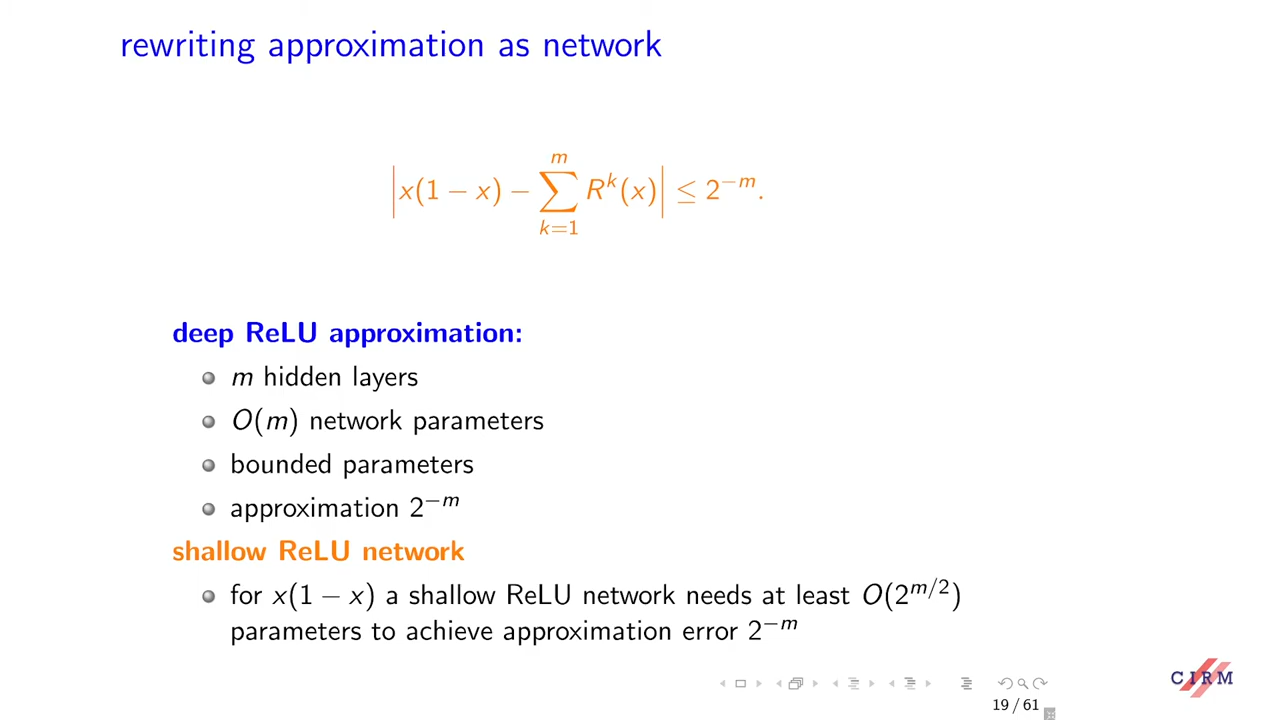 rewriting approximation as network
|x(1 − x) − ∑_{k=1}^{m} R^k(x)| ≤ 2^{−m}.
deep ReLU approximation:
m hidden layers
O(m) network parameters
bounded parameters
approximation 2^{−m}
shallow ReLU network
for x(1 − x) a shallow ReLU network needs at least O(2^{m/2})
parameters to achieve approximation error 2^{−m}
CIRM
19 / 61